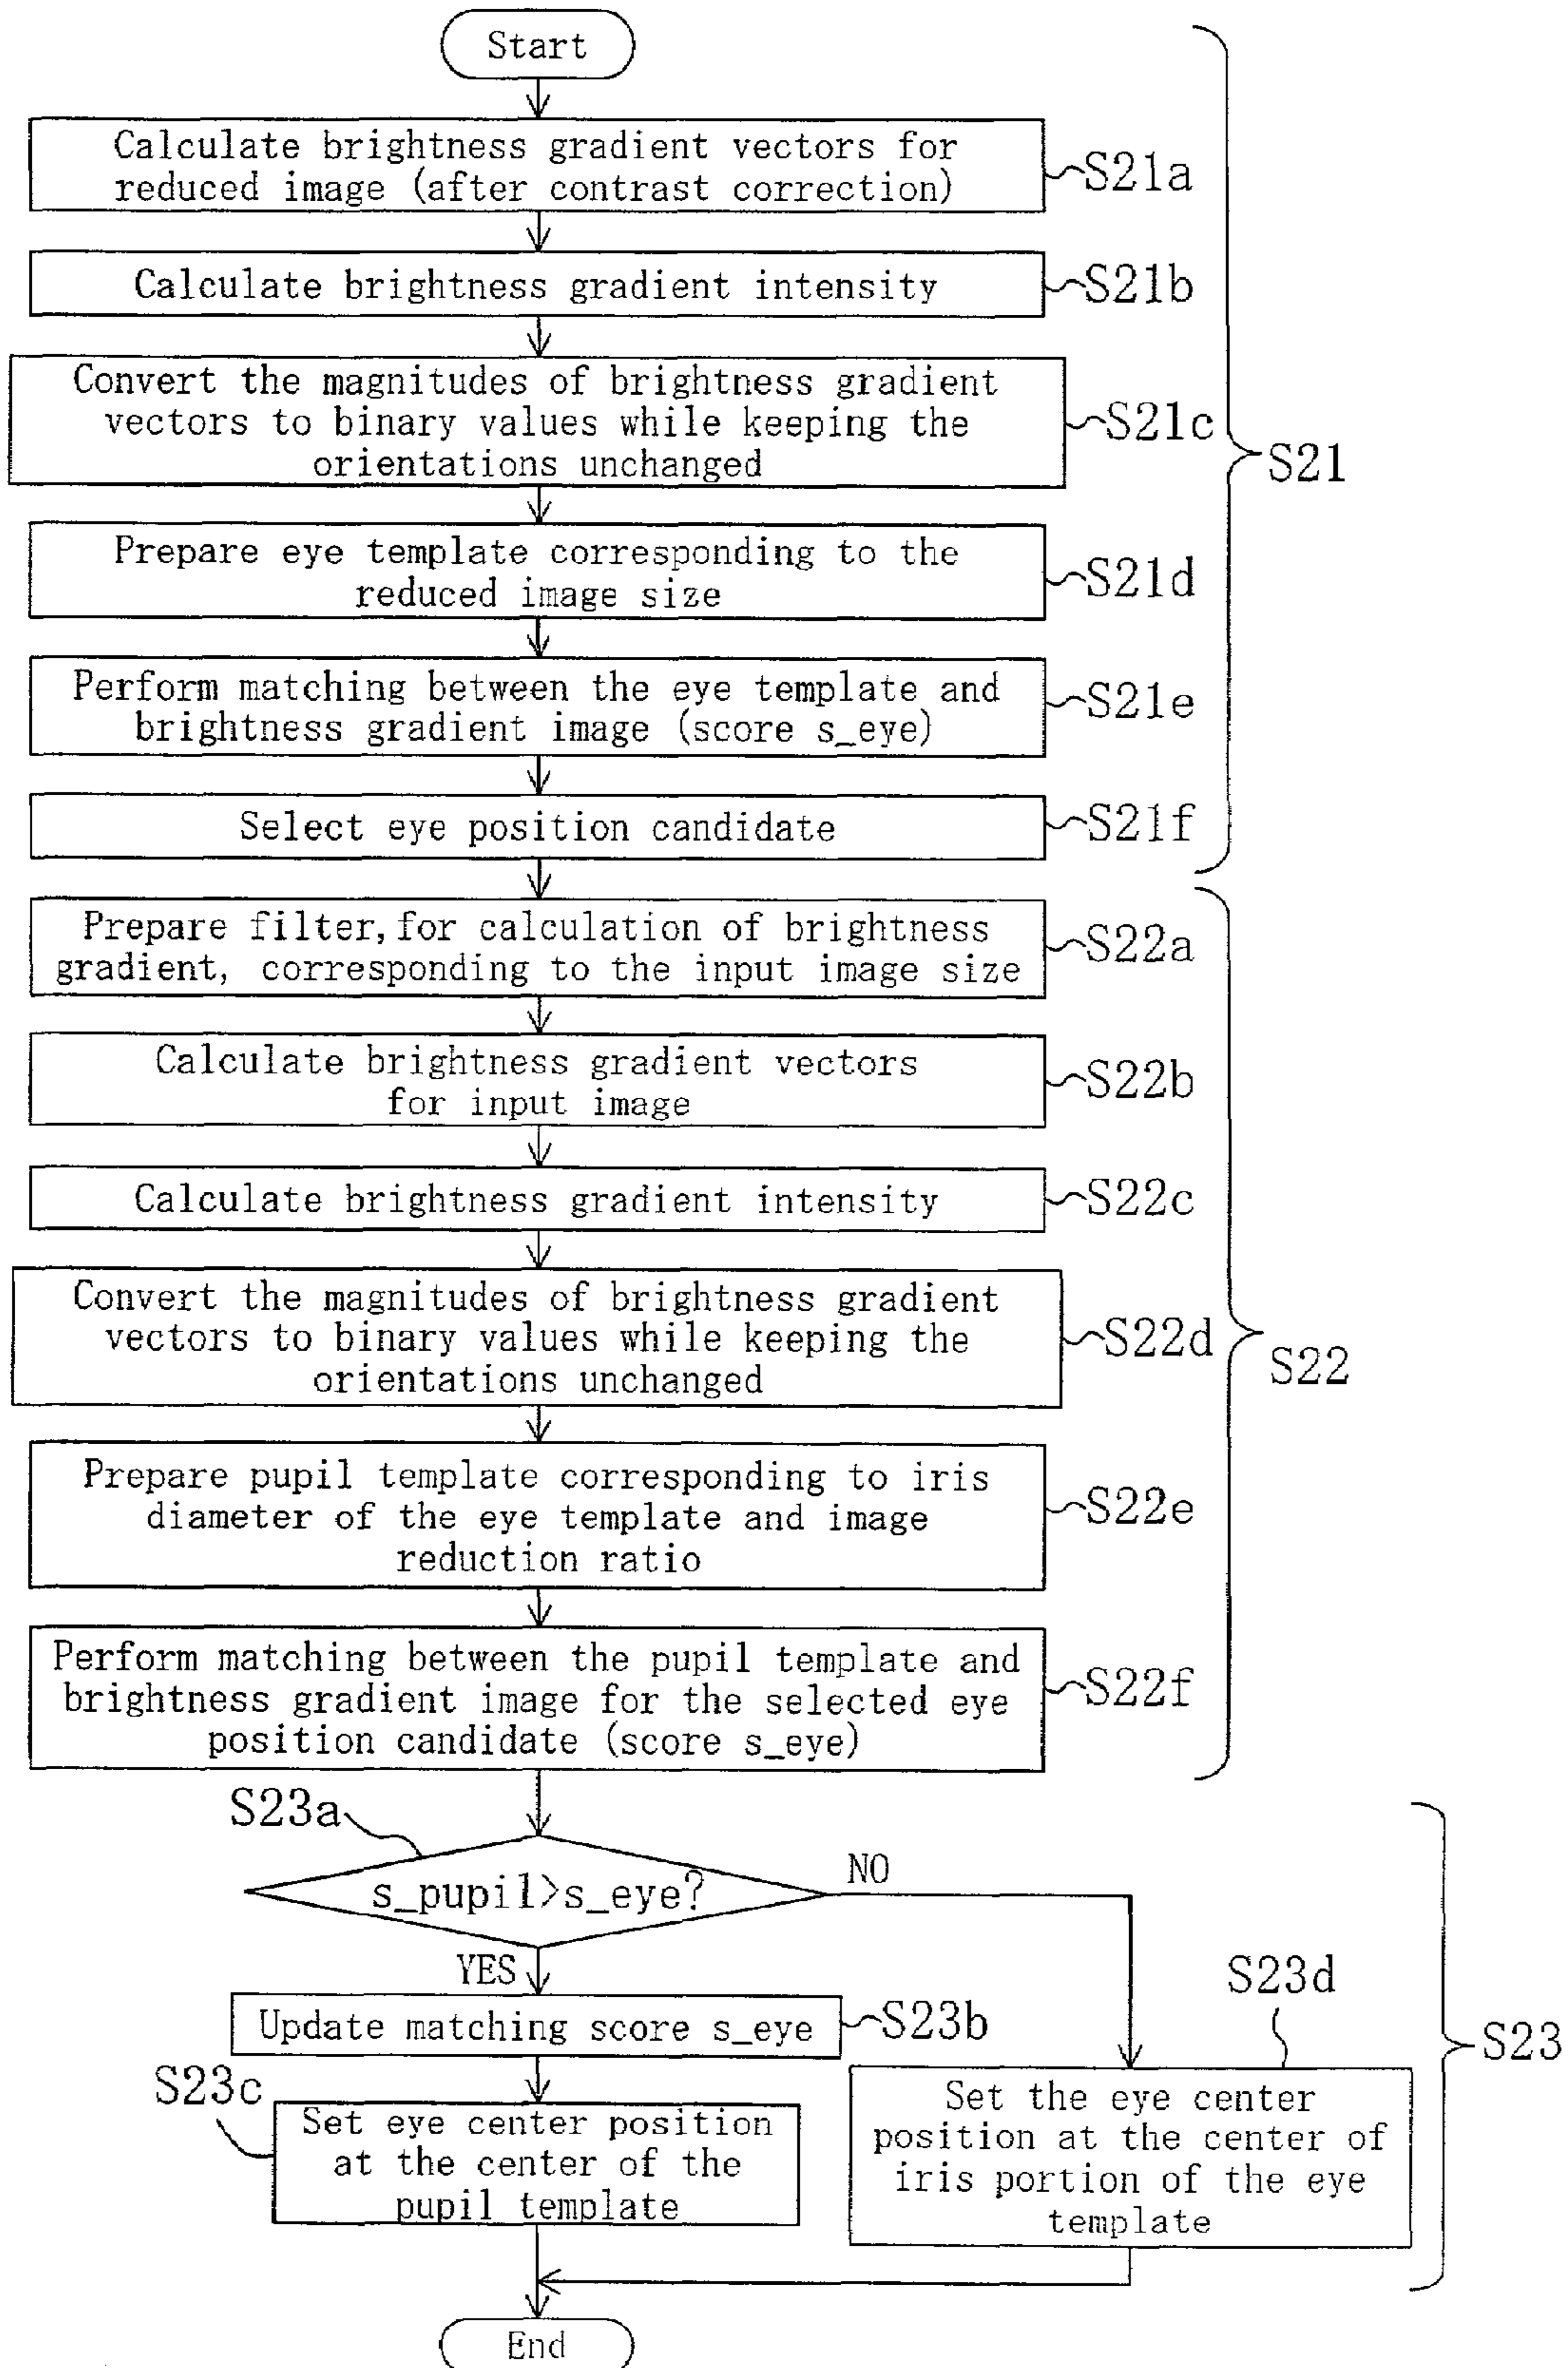 Start
Calculate brightness gradient vectors for
reduced image (after contrast correction)
S21a
Calculate brightness gradient intensity
S21b
Convert the magnitudes of brightness gradient
vectors to binary values while keeping the
orientations unchanged
S21c
S21
Prepare eye template corresponding to the
reduced image size
S21d
Perform matching between the eye template and
brightness gradient image (score s_eye)
S21e
Select eye position candidate
S21f
Prepare filter, for calculation of brightness
gradient, corresponding to the input image size
S22a
Calculate brightness gradient vectors
for input image
S22b
Calculate brightness gradient intensity
S22c
Convert the magnitudes of brightness gradient
vectors to binary values while keeping the
orientations unchanged
S22d
S22
Prepare pupil template corresponding to iris
diameter of the eye template and image
reduction ratio
S22e
Perform matching between the pupil template and
brightness gradient image for the selected eye
position candidate (score s_eye)
S22f
S23a
s_pupil>s_eye?
NO
YES
Update matching score s_eye
S23b
S23d
S23
S23c
Set eye center position
at the center of the
pupil template
Set the eye center
position at the center of
iris portion of the eye
template
End